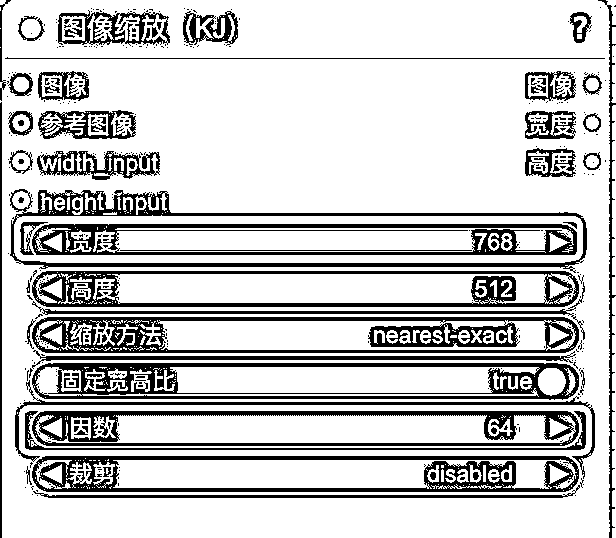 图像缩放（KJ） ?
图像 图像
参考图像 宽度
width_input 高度
height_input
宽度 768
高度 512
缩放方法 nearest-exact
固定宽高比 true
因数 64
裁剪 disabled